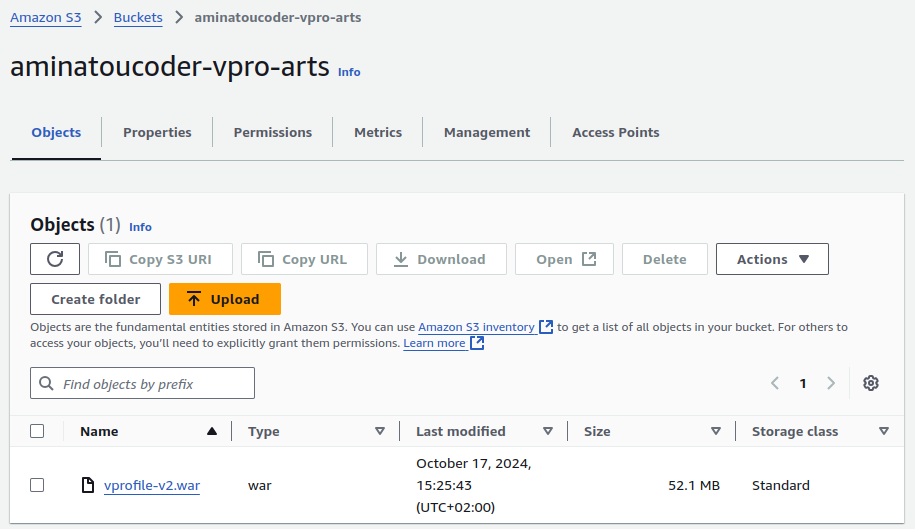 Amazon S3 > Buckets > aminatoucoder-vpro-arts
aminatoucoder-vpro-arts Info
Objects Properties Permissions Metrics Management Access Points
Objects (1) Info
Copy S3 URI Copy URL Download Open Delete Actions
Create folder Upload
Objects are the fundamental entities stored in Amazon S3. You can use Amazon S3 inventory to get a list of all objects in your bucket. For others to
access your objects, you'll need to explicitly grant them permissions. Learn more
Find objects by prefix
< 1 >
Name Type Last modified Size Storage class
vprofile-v2.war war October 17, 2024, 52.1 MB Standard
15:25:43
(UTC+02:00)